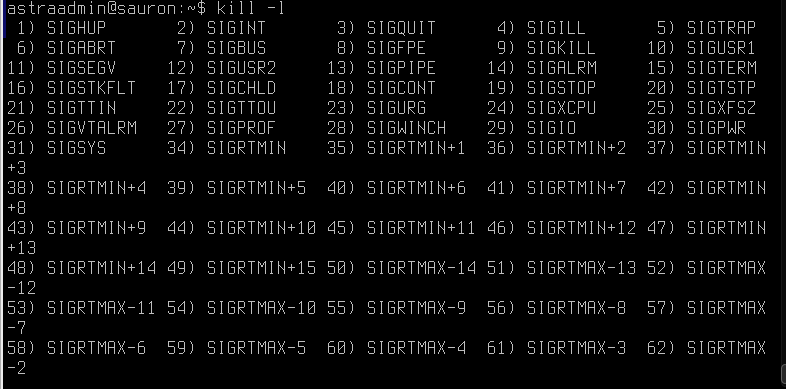 astraadmin@sauron:~$ kill -l
 1) SIGHUP       2) SIGINT       3) SIGQUIT      4) SIGILL       5) SIGTRAP
 6) SIGABRT      7) SIGBUS       8) SIGFPE       9) SIGKILL     10) SIGUSR1
11) SIGSEGV     12) SIGUSR2     13) SIGPIPE     14) SIGALRM     15) SIGTERM
16) SIGSTKFLT   17) SIGCHLD     18) SIGCONT     19) SIGSTOP     20) SIGTSTP
21) SIGTTIN     22) SIGTTOU     23) SIGURG      24) SIGXCPU     25) SIGXFSZ
26) SIGVTALRM   27) SIGPROF     28) SIGWINCH    29) SIGIO       30) SIGPWR
31) SIGSYS      34) SIGRTMIN    35) SIGRTMIN+1  36) SIGRTMIN+2  37) SIGRTMIN
+3
38) SIGRTMIN+4  39) SIGRTMIN+5  40) SIGRTMIN+6  41) SIGRTMIN+7  42) SIGRTMIN
+8
43) SIGRTMIN+9  44) SIGRTMIN+10 45) SIGRTMIN+11 46) SIGRTMIN+12 47) SIGRTMIN
+13
48) SIGRTMIN+14 49) SIGRTMIN+15 50) SIGRTMAX-14 51) SIGRTMAX-13 52) SIGRTMAX
-12
53) SIGRTMAX-11 54) SIGRTMAX-10 55) SIGRTMAX-9  56) SIGRTMAX-8  57) SIGRTMAX
-7
58) SIGRTMAX-6  59) SIGRTMAX-5  60) SIGRTMAX-4  61) SIGRTMAX-3  62) SIGRTMAX
-2